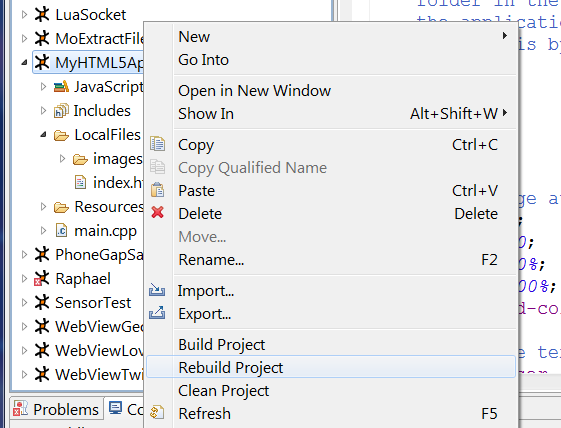 LuaSocket
MoExtractFile
MyHTML5Ap
JavaScript
Includes
LocalFiles
images
index.h
Resources
main.cpp
PhoneGapSa
Raphael
SensorTest
WebViewGeo
WebViewLov
WebViewTwi
Problems
Co
New
Go Into
Open in New Window
Show In Alt+Shift+W
Copy Ctrl+C
Copy Qualified Name
Paste Ctrl+V
Delete Delete
Move...
Rename... F2
Import...
Export...
Build Project
Rebuild Project
Clean Project
Refresh F5
folder in the
the application
is by
ge a
;
0;
0%;
00%;
d-co
e te